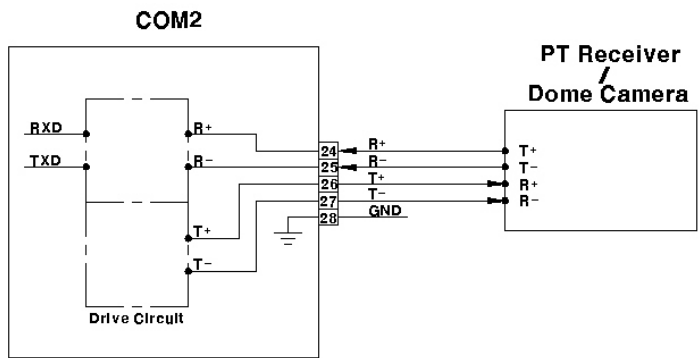 COM2
PT Receiver
/
Dome Camera
RXD
TXD
R+
R-
T+
T-
Drive Circuit
24
25
26
27
28
R+
R-
T+
T-
GND
T+
T-
R+
R-